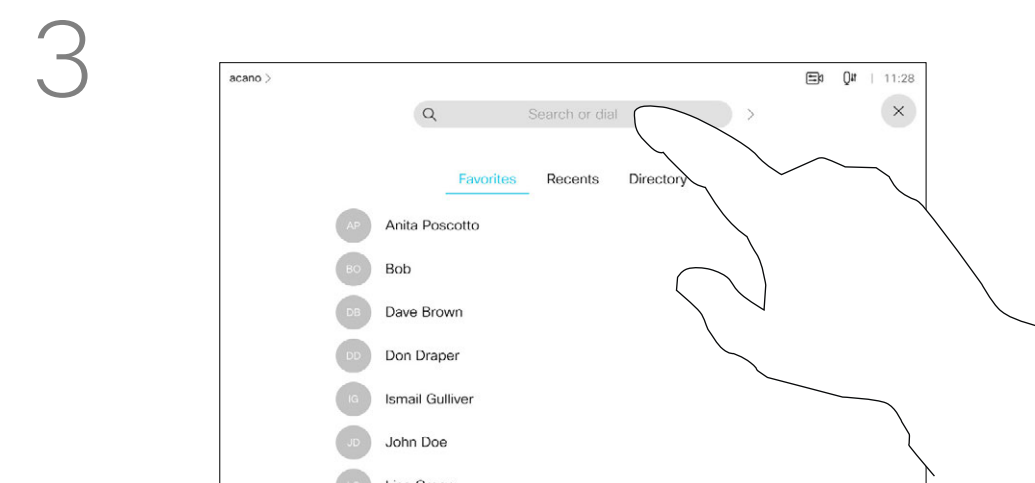 3
acano >
| 11:28
Search or dial
Favorites Recents Directory
AP Anita Poscotto
BO Bob
DB Dave Brown
DD Don Draper
IG Ismail Gulliver
JD John Doe